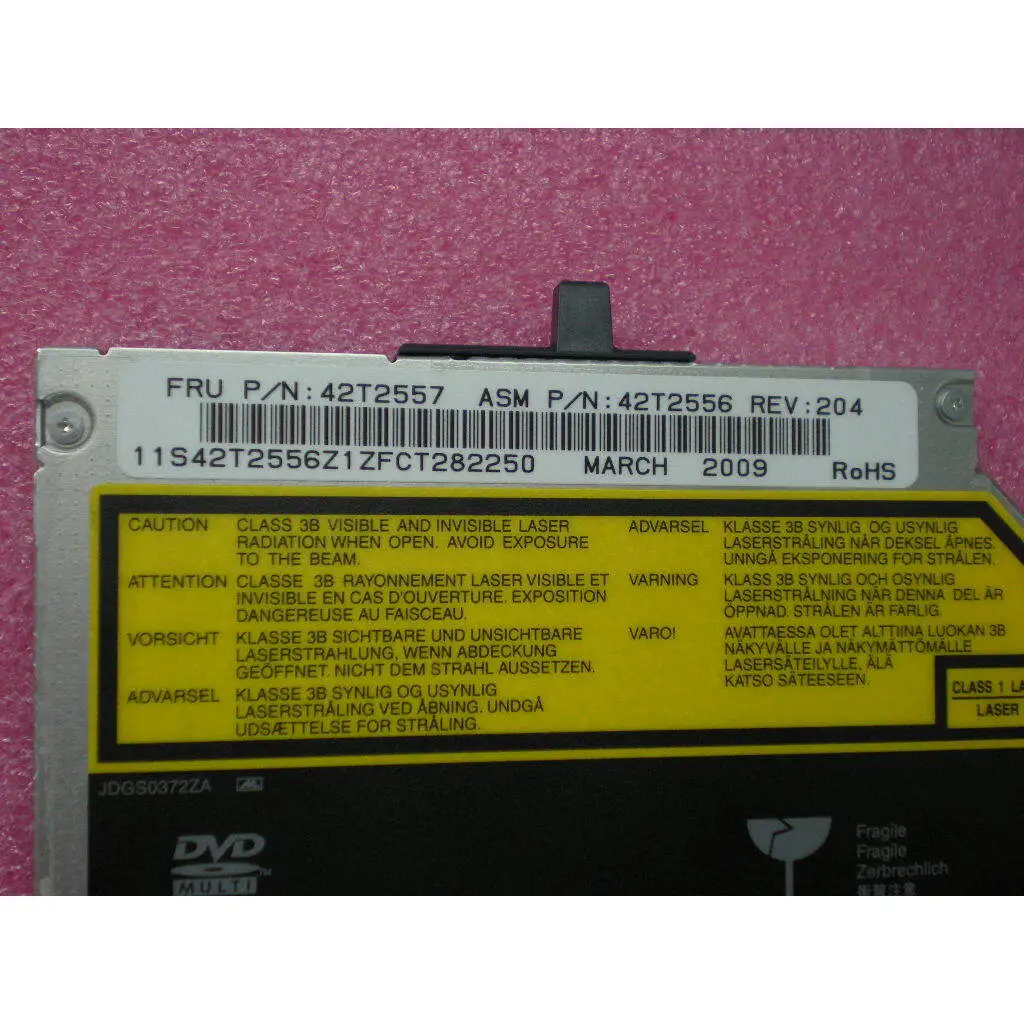 FRU P/N:42T2557 ASM P/N:42T2556 REV:204
11S42T2556Z1ZFCT282250 MARCH 2009 RoHS
CAUTION CLASS 3B VISIBLE AND INVISIBLE LASER
RADIATION WHEN OPEN. AVOID EXPOSURE
TO THE BEAM.
ATTENTION CLASSE 3B RAYONNEMENT LASER VISIBLE ET
INVISIBLE EN CAS D'OUVERTURE. EXPOSITION
DANGEREUSE AU FAISCEAU.
VORSICHT KLASSE 3B SICHTBARE UND UNSICHTBARE
LASERSTRAHLUNG, WENN ABDECKUNG
GEÖFFNET. NICHT DEM STRAHL AUSSETZEN.
ADVARSEL KLASSE 3B SYNLIG OG USYNLIG
LASERSTRÅLING VED ÅBNING. UNDGÅ
UDSÆTTELSE FOR STRÅLING.
ADVARSEL KLASSE 3B SYNLIG OG USYNLIG
LASERSTRÅLING NÅR DEKSEL ÅPNES.
UNNGÅ EKSPONERING FOR STRÅLEN.
VARNING KLASS 3B SYNLIG OCH OSYNLIG
LASERSTRÅLNING NÄR DENNA DEL ÄR
ÖPPNAD. STRÅLEN ÄR FARLIG.
VARO! AVATTAESSA OLET ALTTIINA LUOKAN 3B
NÄKYVÄLLE JA NÄKYMÄTTÖMÄLLE
LASERSÄTEILYLLE, ÄLÄ
KATSO SÄTEESEEN.
CLASS 1 LA
LASER
JDGS0372ZA
DVD TM
MULTI
Fragile
Fragile
Zerbrechlich